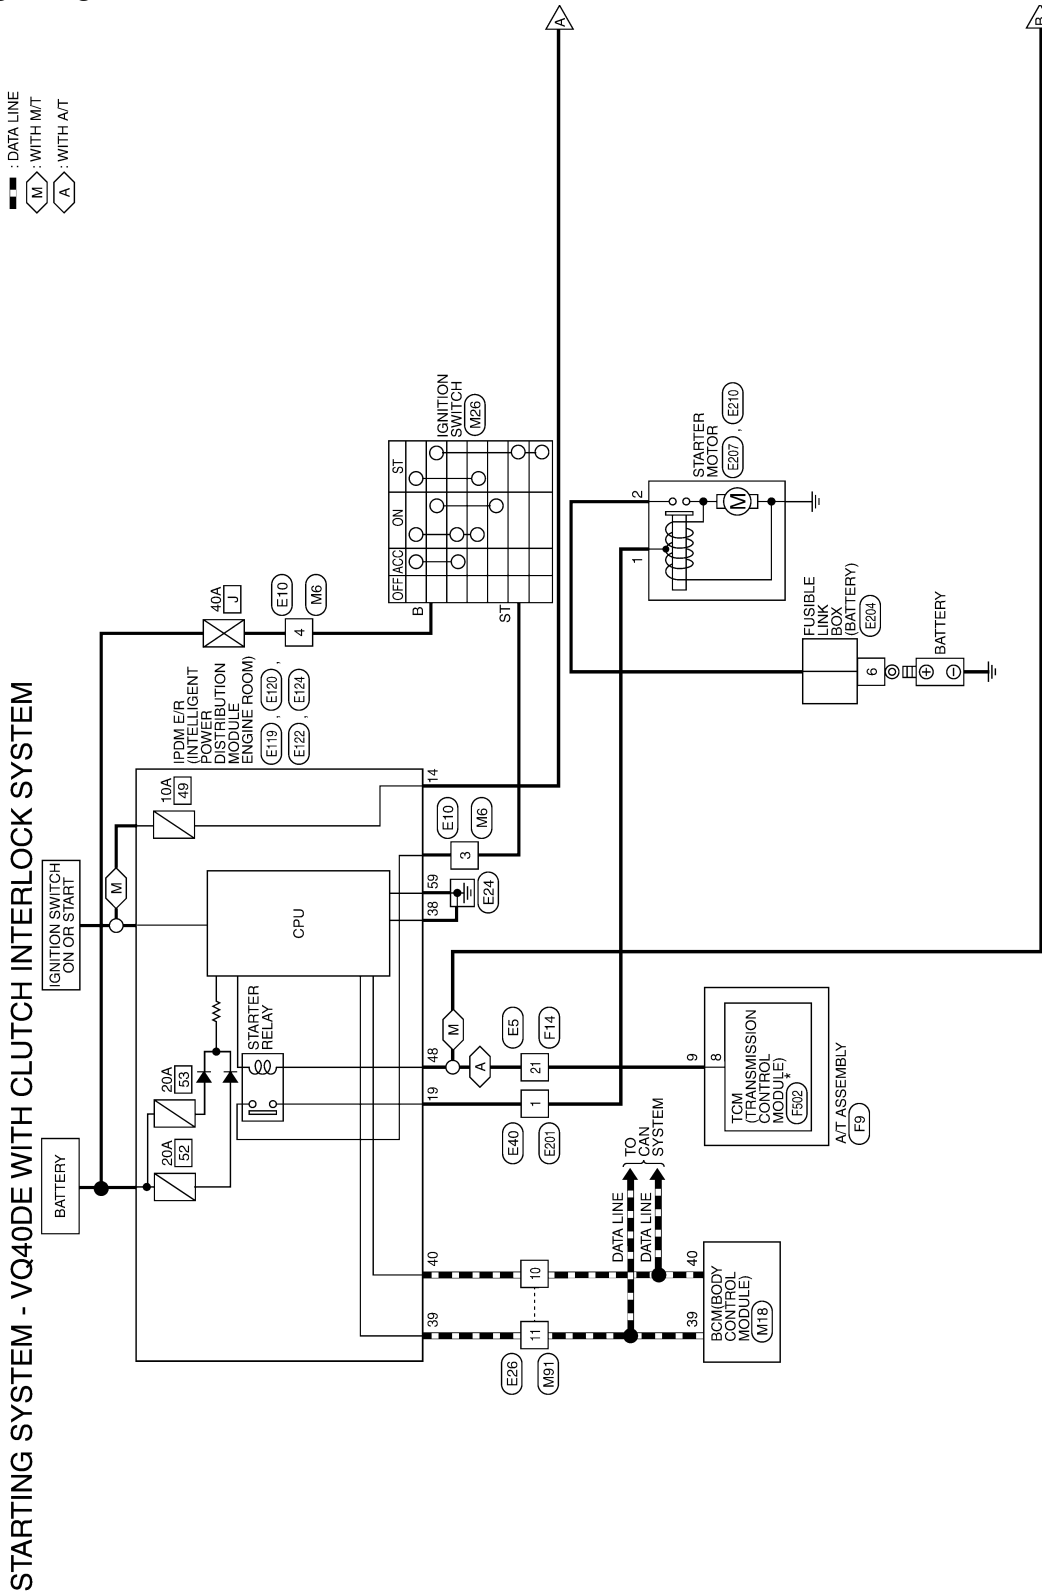 STARTING SYSTEM - VQ40DE WITH CLUTCH INTERLOCK SYSTEM
: DATA LINE
M : WITH M/T
A : WITH A/T
BATTERY
IGNITION SWITCH
ON OR START
M
20A
52
20A
53
10A
49
40A
J
CPU
STARTER
RELAY
IPDM E/R
(INTELLIGENT
POWER
DISTRIBUTION
MODULE
ENGINE ROOM)
E119 , E120 ,
E122 , E124
4
E10
M6
39
40
19
48
38
59
14
E24
3
E10
M6
B
ST
OFF
ACC
ON
ST
IGNITION
SWITCH
M26
A
B
M
A
E26
M91
11
10
E40
E201
1
21
E5
F14
DATA LINE
DATA LINE
TO
CAN
SYSTEM
39
40
BCM(BODY
CONTROL
MODULE)
M18
9
8
TCM
(TRANSMISSION
CONTROL
MODULE)
*
F502
A/T ASSEMBLY
F9
1
2
M
STARTER
MOTOR
E207 , E210
FUSIBLE
LINK
BOX
(BATTERY)
E204
6
+
−
BATTERY